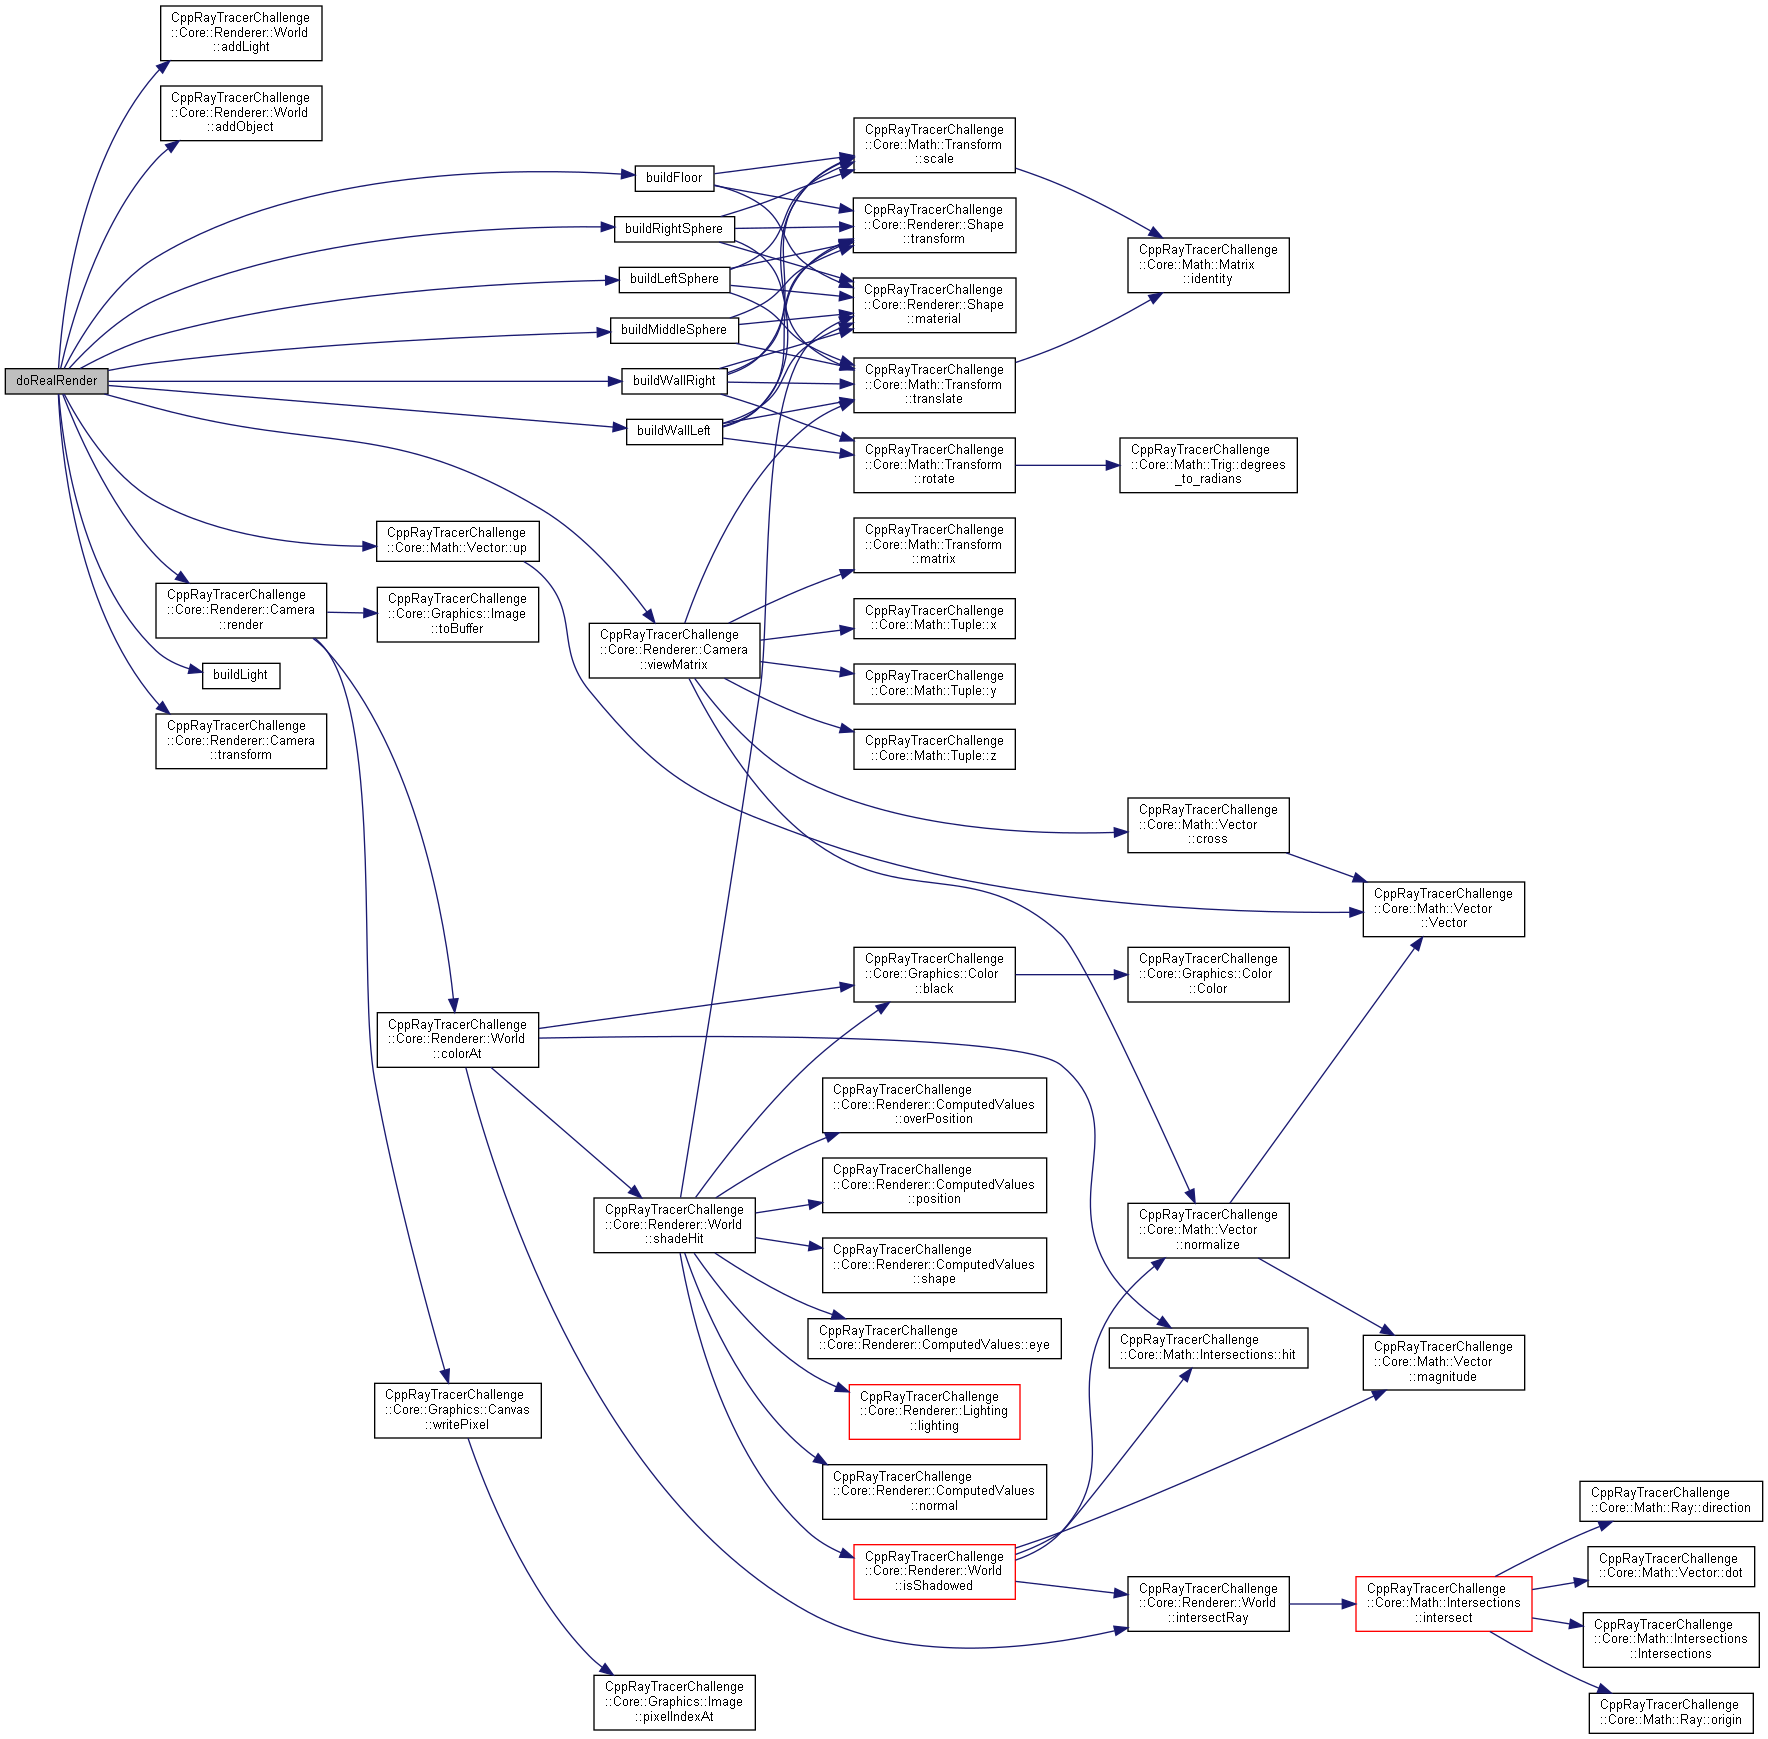 CppRayTracerChallenge
::Core::Renderer::World
::addLight
CppRayTracerChallenge
::Core::Renderer::World
::addObject
buildFloor
buildRightSphere
buildLeftSphere
buildMiddleSphere
doRealRender
buildWallRight
buildWallLeft
CppRayTracerChallenge
::Core::Math::Vector::up
CppRayTracerChallenge
::Core::Renderer::Camera
::render
CppRayTracerChallenge
::Core::Graphics::Image
::toBuffer
buildLight
CppRayTracerChallenge
::Core::Renderer::Camera
::transform
CppRayTracerChallenge
::Core::Renderer::Camera
::viewMatrix
CppRayTracerChallenge
::Core::Math::Transform
::scale
CppRayTracerChallenge
::Core::Renderer::Shape
::transform
CppRayTracerChallenge
::Core::Renderer::Shape
::material
CppRayTracerChallenge
::Core::Math::Transform
::translate
CppRayTracerChallenge
::Core::Math::Transform
::rotate
CppRayTracerChallenge
::Core::Math::Transform
::matrix
CppRayTracerChallenge
::Core::Math::Tuple::x
CppRayTracerChallenge
::Core::Math::Tuple::y
CppRayTracerChallenge
::Core::Math::Tuple::z
CppRayTracerChallenge
::Core::Math::Matrix
::identity
CppRayTracerChallenge
::Core::Math::Trig::degrees
_to_radians
CppRayTracerChallenge
::Core::Math::Vector
::cross
CppRayTracerChallenge
::Core::Math::Vector
::Vector
CppRayTracerChallenge
::Core::Graphics::Color
::black
CppRayTracerChallenge
::Core::Graphics::Color
::Color
CppRayTracerChallenge
::Core::Renderer::World
::colorAt
CppRayTracerChallenge
::Core::Renderer::ComputedValues
::overPosition
CppRayTracerChallenge
::Core::Renderer::ComputedValues
::position
CppRayTracerChallenge
::Core::Renderer::World
::shadeHit
CppRayTracerChallenge
::Core::Renderer::ComputedValues
::shape
CppRayTracerChallenge
::Core::Renderer::ComputedValues::eye
CppRayTracerChallenge
::Core::Renderer::Lighting
::lighting
CppRayTracerChallenge
::Core::Renderer::ComputedValues
::normal
CppRayTracerChallenge
::Core::Renderer::World
::isShadowed
CppRayTracerChallenge
::Core::Math::Vector
::normalize
CppRayTracerChallenge
::Core::Math::Intersections::hit
CppRayTracerChallenge
::Core::Math::Vector
::magnitude
CppRayTracerChallenge
::Core::Graphics::Canvas
::writePixel
CppRayTracerChallenge
::Core::Renderer::World
::intersectRay
CppRayTracerChallenge
::Core::Math::Intersections
::intersect
CppRayTracerChallenge
::Core::Math::Ray::direction
CppRayTracerChallenge
::Core::Math::Vector::dot
CppRayTracerChallenge
::Core::Math::Intersections
::Intersections
CppRayTracerChallenge
::Core::Math::Ray::origin
CppRayTracerChallenge
::Core::Graphics::Image
::pixelIndexAt